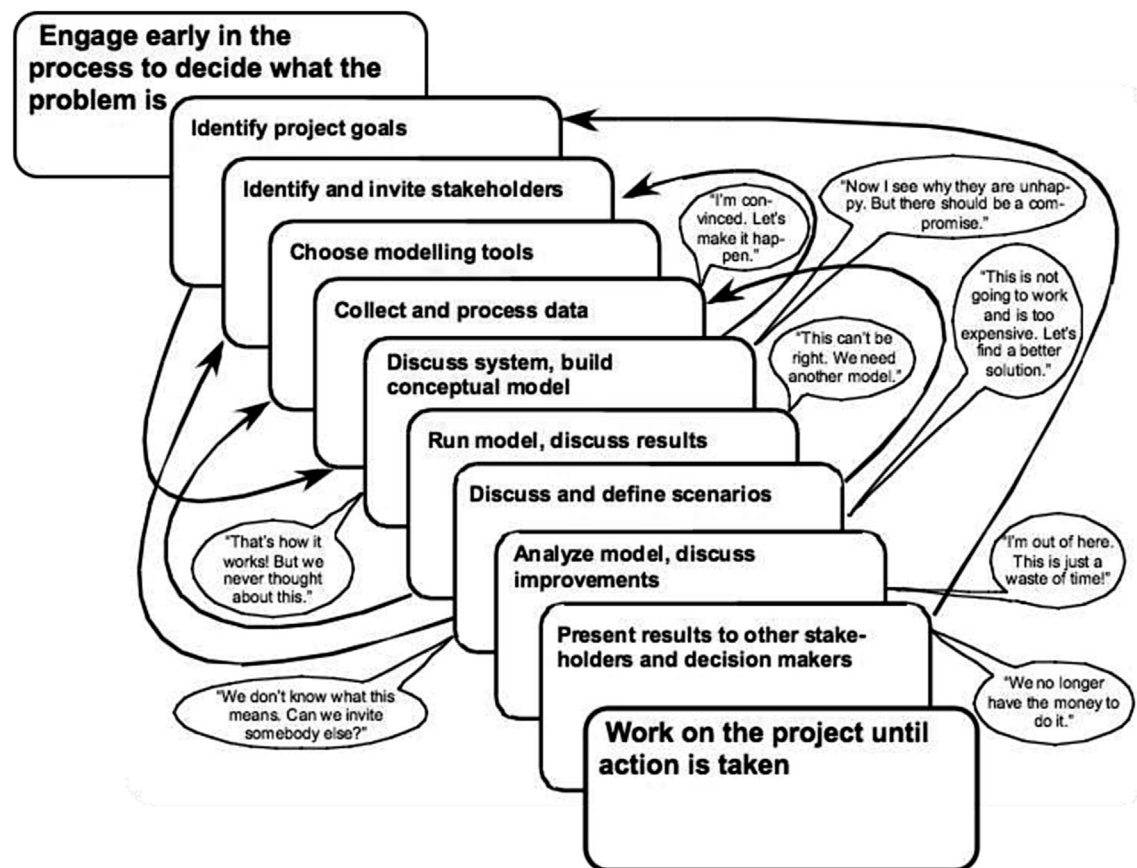 Engage early in the
process to decide what the
problem is
Identify project goals
Identify and invite stakeholders
"I'm con-
vinced. Let's
make it hap-
pen."
"Now I see why they are unhap-
py. But there should be a com-
promise."
Choose modelling tools
"This is not
going to work
and is too
expensive. Let's
find a better
solution."
Collect and process data
"This can't be
right. We need
another model."
Discuss system, build
conceptual model
Run model, discuss results
Discuss and define scenarios
"That's how it
works! But we
never thought
about this."
Analyze model, discuss
improvements
"I'm out of here.
This is just a
waste of time!"
Present results to other stake-
holders and decision makers
"We don't know what this
means. Can we invite
somebody else?"
"We no longer
have the money to
do it."
Work on the project until
action is taken